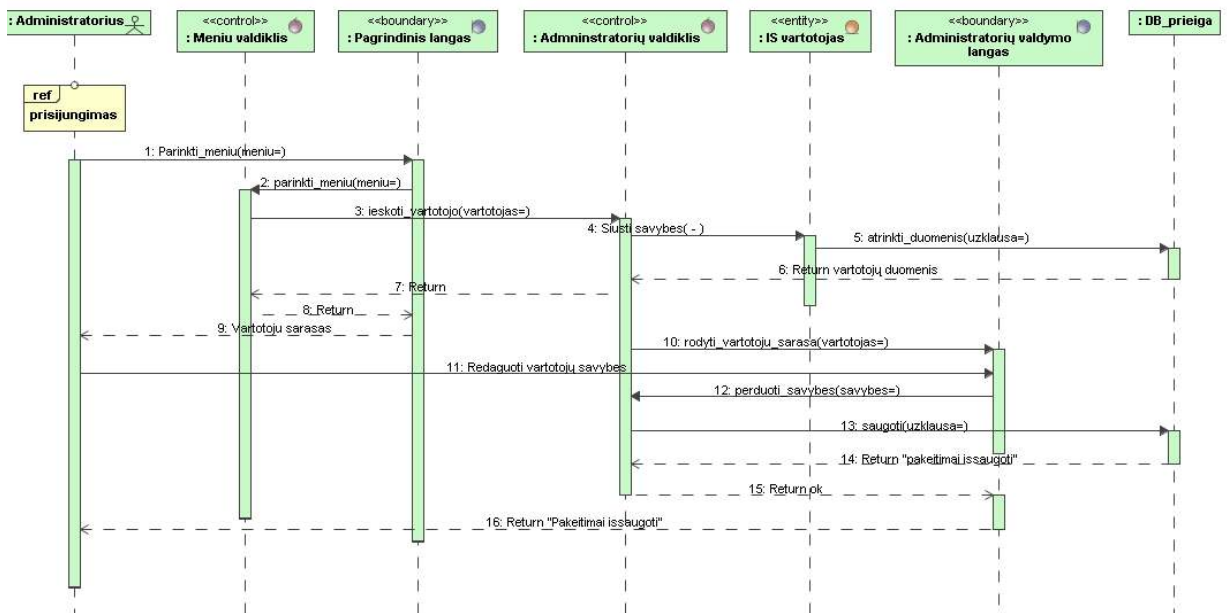 : Administratorius
<<control>>
: Meniu valdiklis
<<boundary>>
: Pagrindinis langas
<<control>>
: Admninstratorių valdiklis
<<entity>>
: IS vartotojas
<<boundary>>
: Administratorių valdymo
langas
: DB_prieiga
ref
prisijungimas
1: Parinkti_meniu(meniu=)
2: parinkti_meniu(meniu=)
3: ieskoti_vartotojo(vartotojas=)
4: Siusti savybes( - )
5: atrinkti_duomenis(uzklausa=)
6: Return vartotojų duomenis
7: Return
8: Return
9: Vartotoju sarasas
10: rodyti_vartotoju_sarasa(vartotojas=)
11: Redaguoti vartotojų savybes
12: perduoti_savybes(savybes=)
13: saugoti(uzklausa=)
14: Return "pakeitimai issaugoti"
15: Return ok
16: Return "Pakeitimai issaugoti"